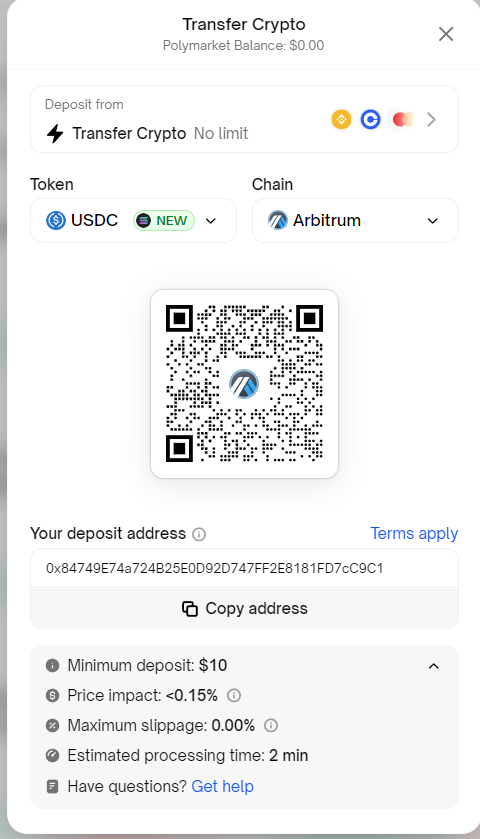 Transfer Crypto
Polymarket Balance: $0.00
Deposit from
Transfer Crypto No limit
Token
Chain
USDC NEW
Arbitrum
Your deposit address
Terms apply
0x84749E74a724B25E0D92D747FF2E8181FD7cC9C1
Copy address
Minimum deposit: $10
Price impact: <0.15%
Maximum slippage: 0.00%
Estimated processing time: 2 min
Have questions? Get help